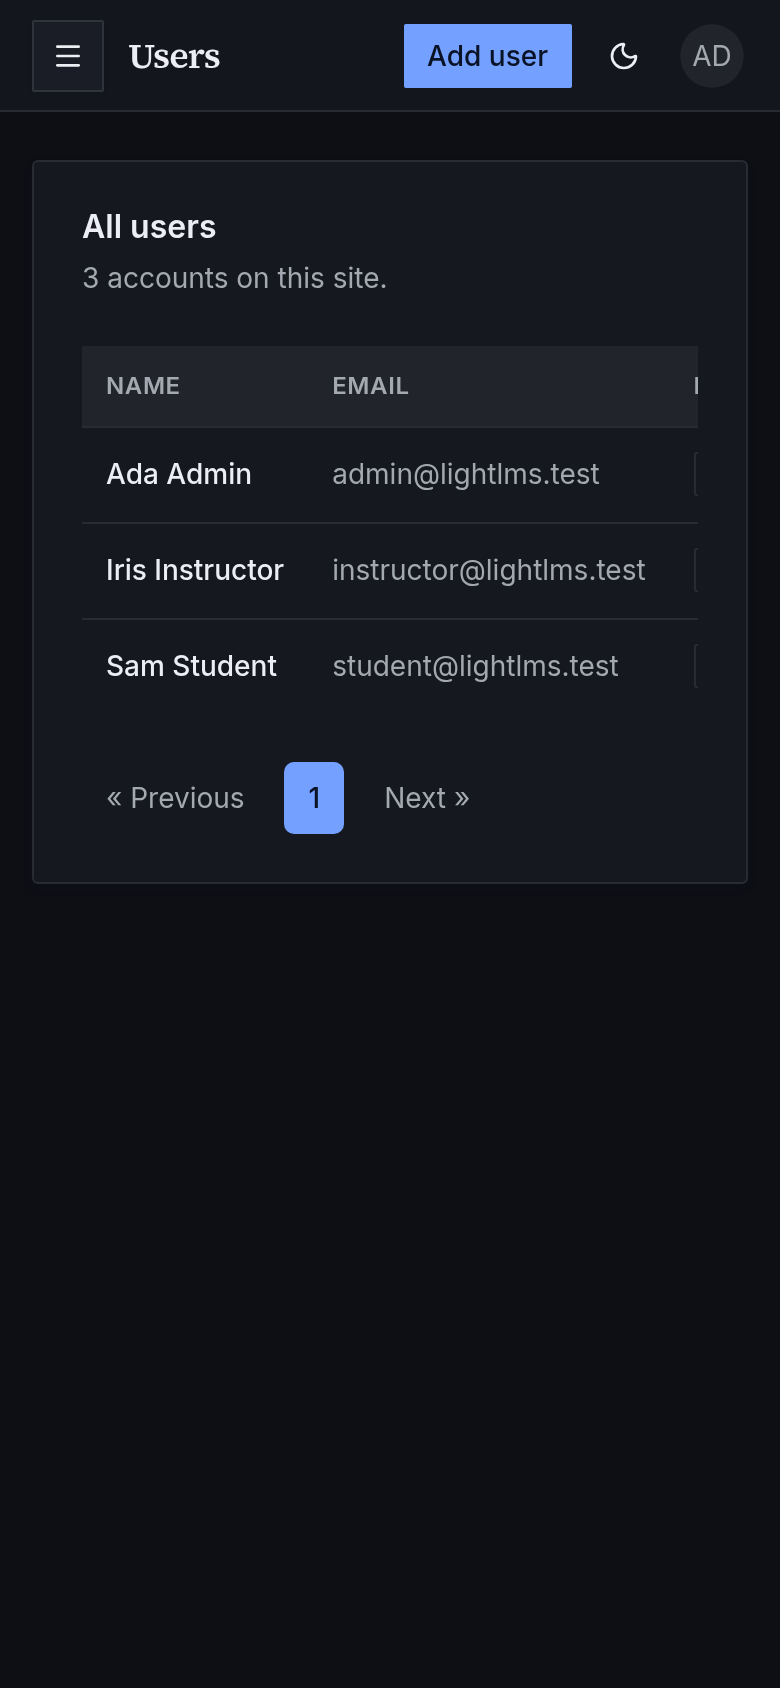 Users
Add user
AD
All users
3 accounts on this site.
NAME EMAIL
Ada Admin admin@lightlms.test
Iris Instructor instructor@lightlms.test
Sam Student student@lightlms.test
« Previous 1 Next »